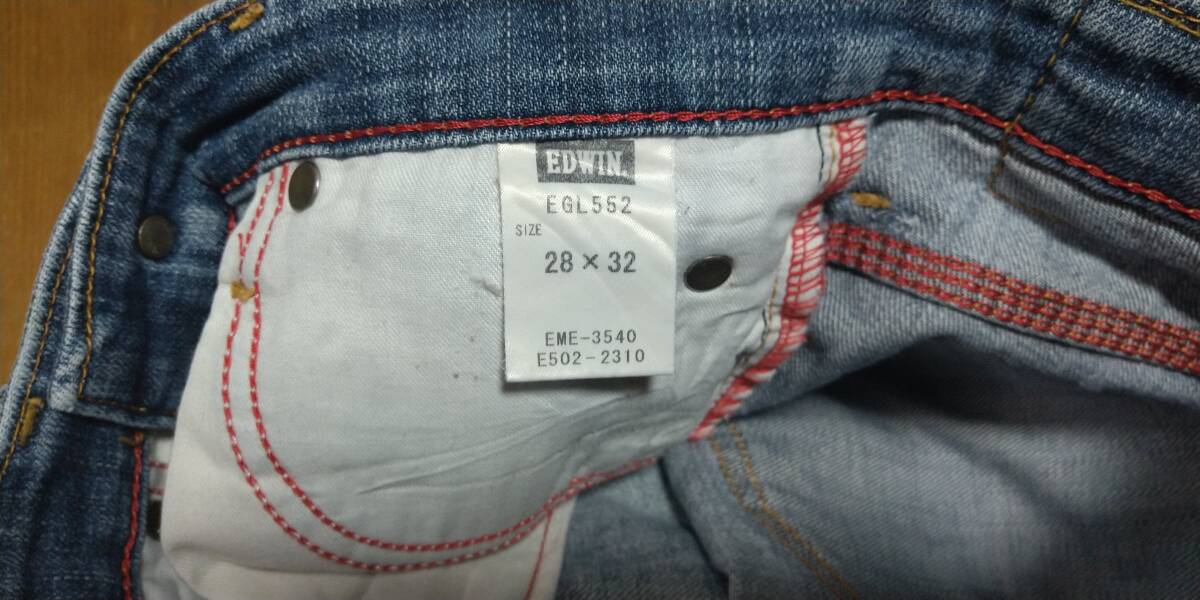 EDWIN.
EGL552
SIZE
28×32
EME-3540
E502-2310